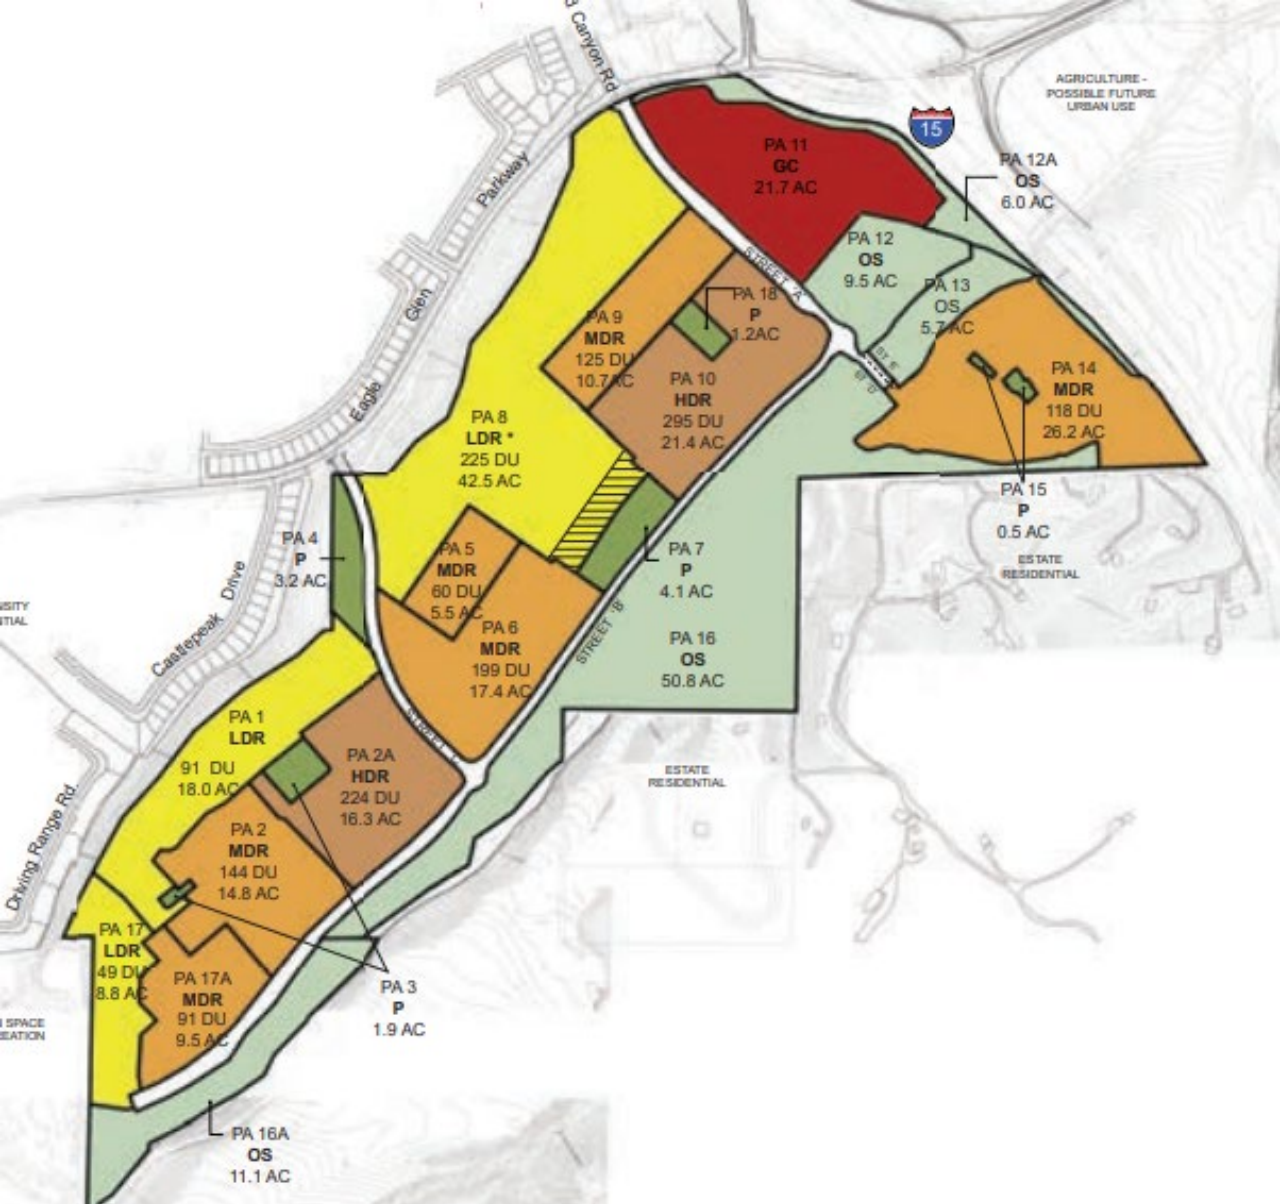 Canyon Rd
AGRICULTURE -
POSSIBLE FUTURE
URBAN USE
15
PA 11
GC
21.7 AC
PA 12A
OS
6.0 AC
Parkway
PA 12
OS
9.5 AC
STREET 'A'
PA 13
OS
5.7 AC
PA 18
P
1.2AC
Glen
PA 9
MDR
125 DU
10.7 AC
PA 10
HDR
295 DU
21.4 AC
PA 14
MDR
118 DU
26.2 AC
Eagle
PA 8
LDR *
225 DU
42.5 AC
PA 15
P
0.5 AC
ESTATE
RESIDENTIAL
PA 4
P
3.2 AC
PA 5
MDR
60 DU
5.5 AC
PA 7
P
4.1 AC
Castlepeak Drive
PA 6
MDR
199 DU
17.4 AC
STREET 'B'
PA 16
OS
50.8 AC
PA 1
LDR
91 DU
18.0 AC
PA 2A
HDR
224 DU
16.3 AC
ESTATE
RESIDENTIAL
Driving Range Rd.
PA 2
MDR
144 DU
14.8 AC
PA 17
LDR
49 DU
8.8 AC
PA 17A
MDR
91 DU
9.5 AC
PA 3
P
1.9 AC
SPACE
PA 16A
OS
11.1 AC